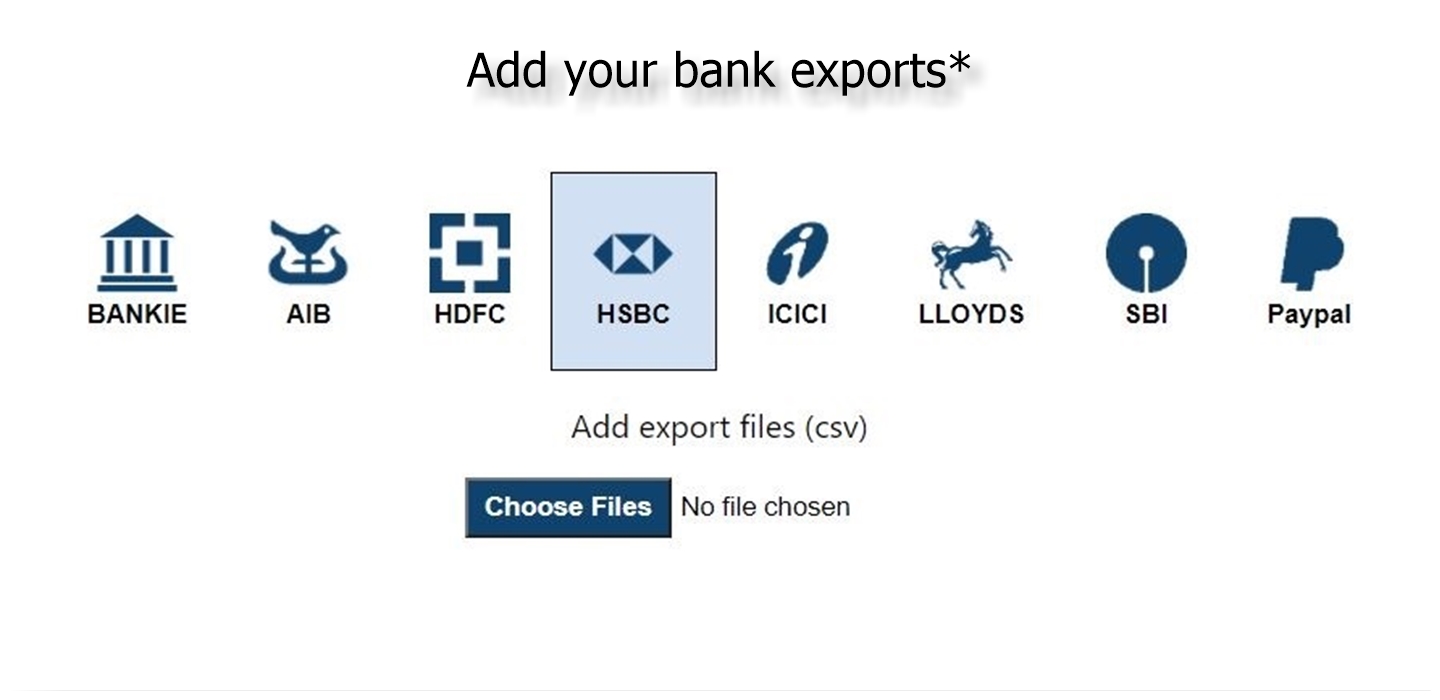 Add your bank exports*
BANKIE AIB HDFC HSBC ICICI LLOYDS SBI Paypal
Add export files (csv)
Choose Files No file chosen